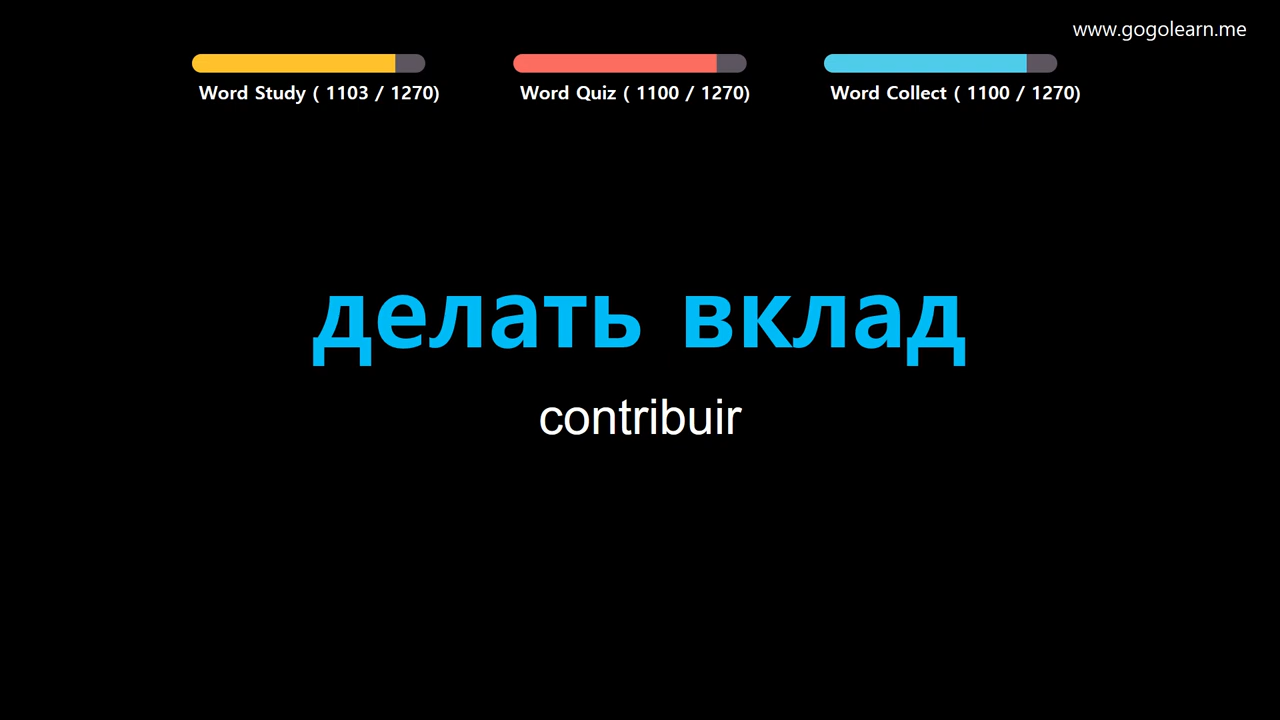 www.gogolearn.me
Word Study ( 1103 / 1270)
Word Quiz ( 1100 / 1270)
Word Collect ( 1100 / 1270)
делать вклад
contribuir